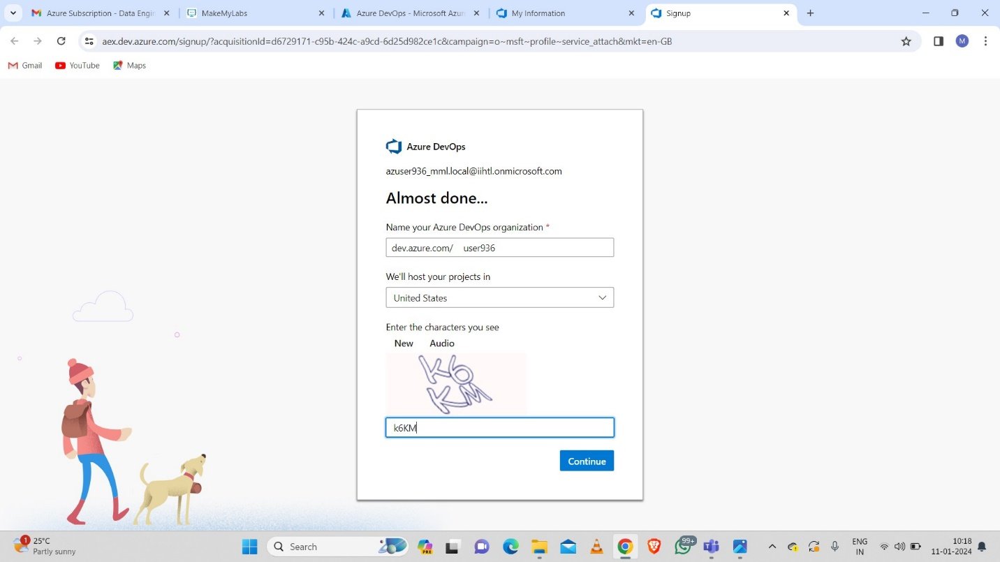 Azure Subscription - Data Engin
MakeMyLabs
Azure DevOps - Microsoft Azur
My Information
Signup
aex.dev.azure.com/signup/?acquisitionId=d6729171-c95b-424c-a9cd-6d25d982ce1c&campaign=o~msft~profile~service_attach&mkt=en-GB
M
Gmail
YouTube
Maps
Azure DevOps
azuser936_mml.local@iihtl.onmicrosoft.com
Almost done...
Name your Azure DevOps organization *
dev.azure.com/ user936
We'll host your projects in
United States
Enter the characters you see
New Audio
K6
KM
k6KM
Continue
1
25°C
Partly sunny
Search
PRE
99+
ENG
IN
10:18
11-01-2024